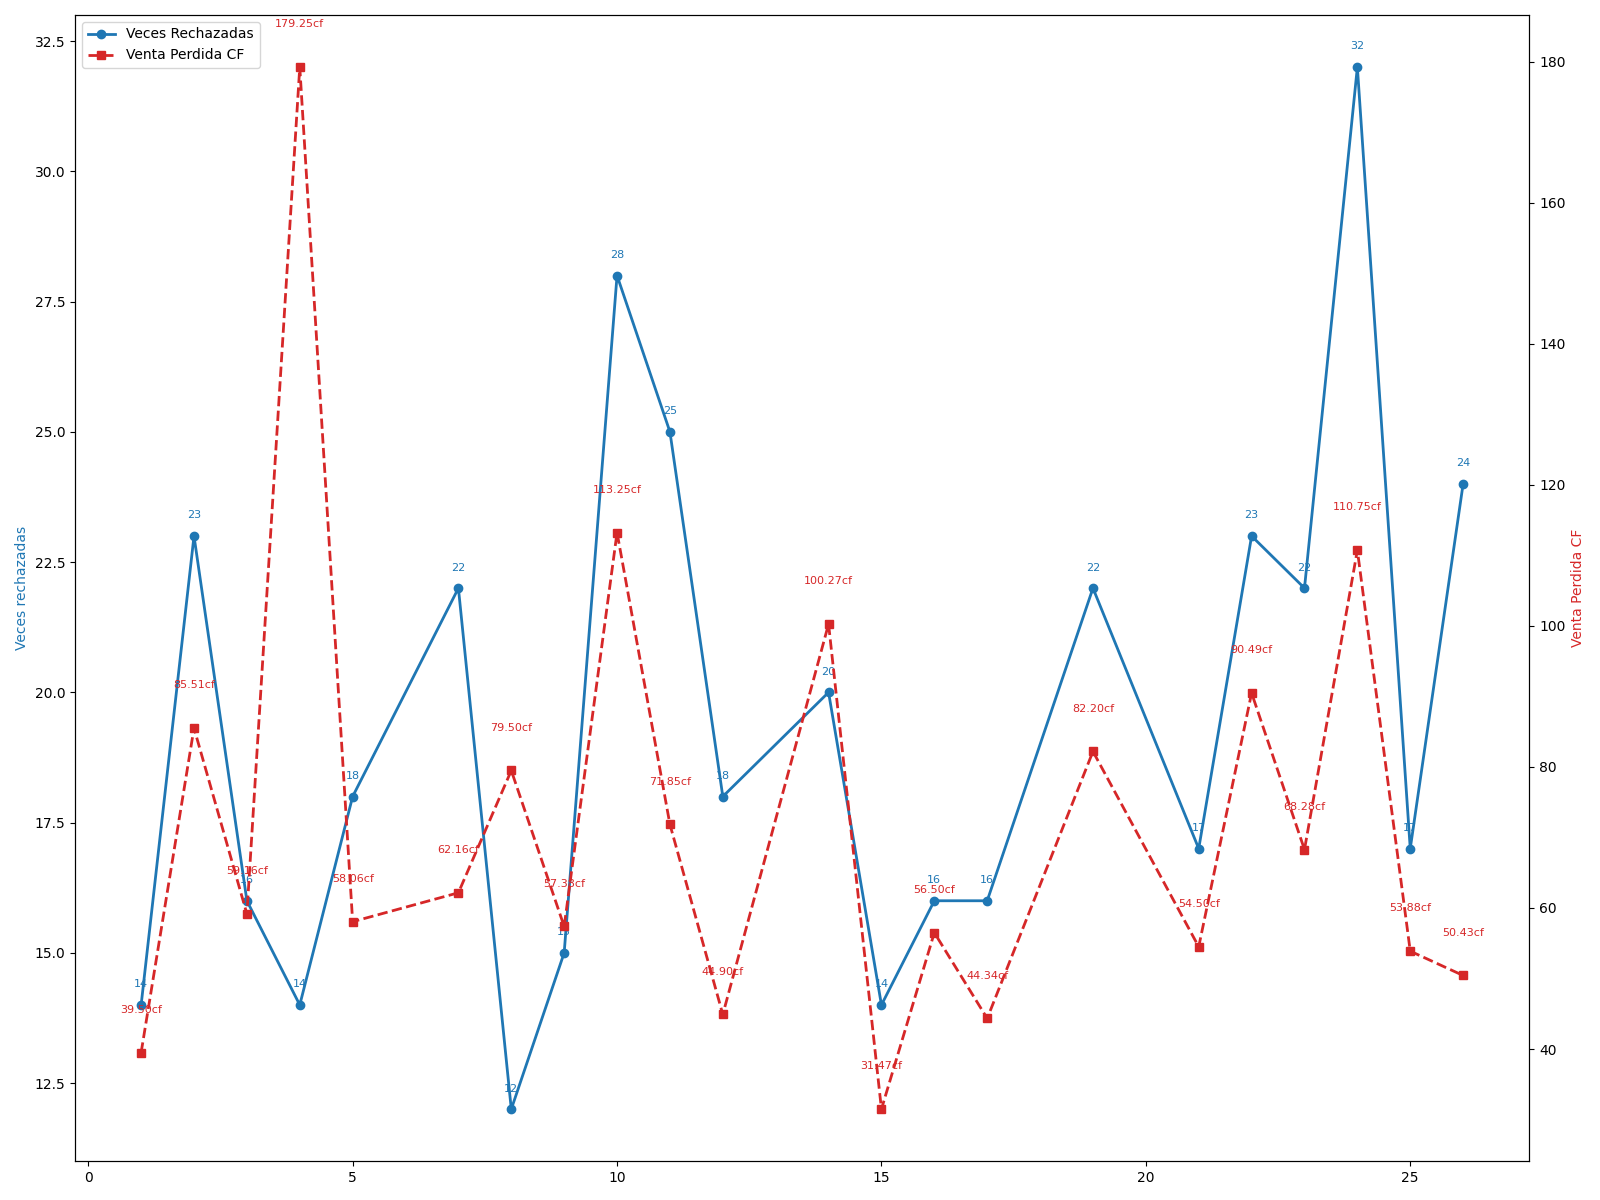 179.25cf
Veces Rechazadas
Venta Perdida CF
32.5
30.0
27.5
25.0
22.5
20.0
17.5
15.0
12.5
Veces rechazadas
180
160
140
120
100
80
60
40
Venta Perdida CF
0
5
10
15
20
25
14
23
16
14
18
22
12
28
25
18
20
14
16
16
22
17
23
22
32
17
24
39.50cf
85.51cf
59.16cf
58.06cf
62.16cf
79.50cf
113.25cf
71.85cf
44.90cf
100.27cf
31.47cf
56.50cf
44.34cf
82.20cf
54.50cf
90.49cf
68.28cf
110.75cf
53.88cf
50.43cf